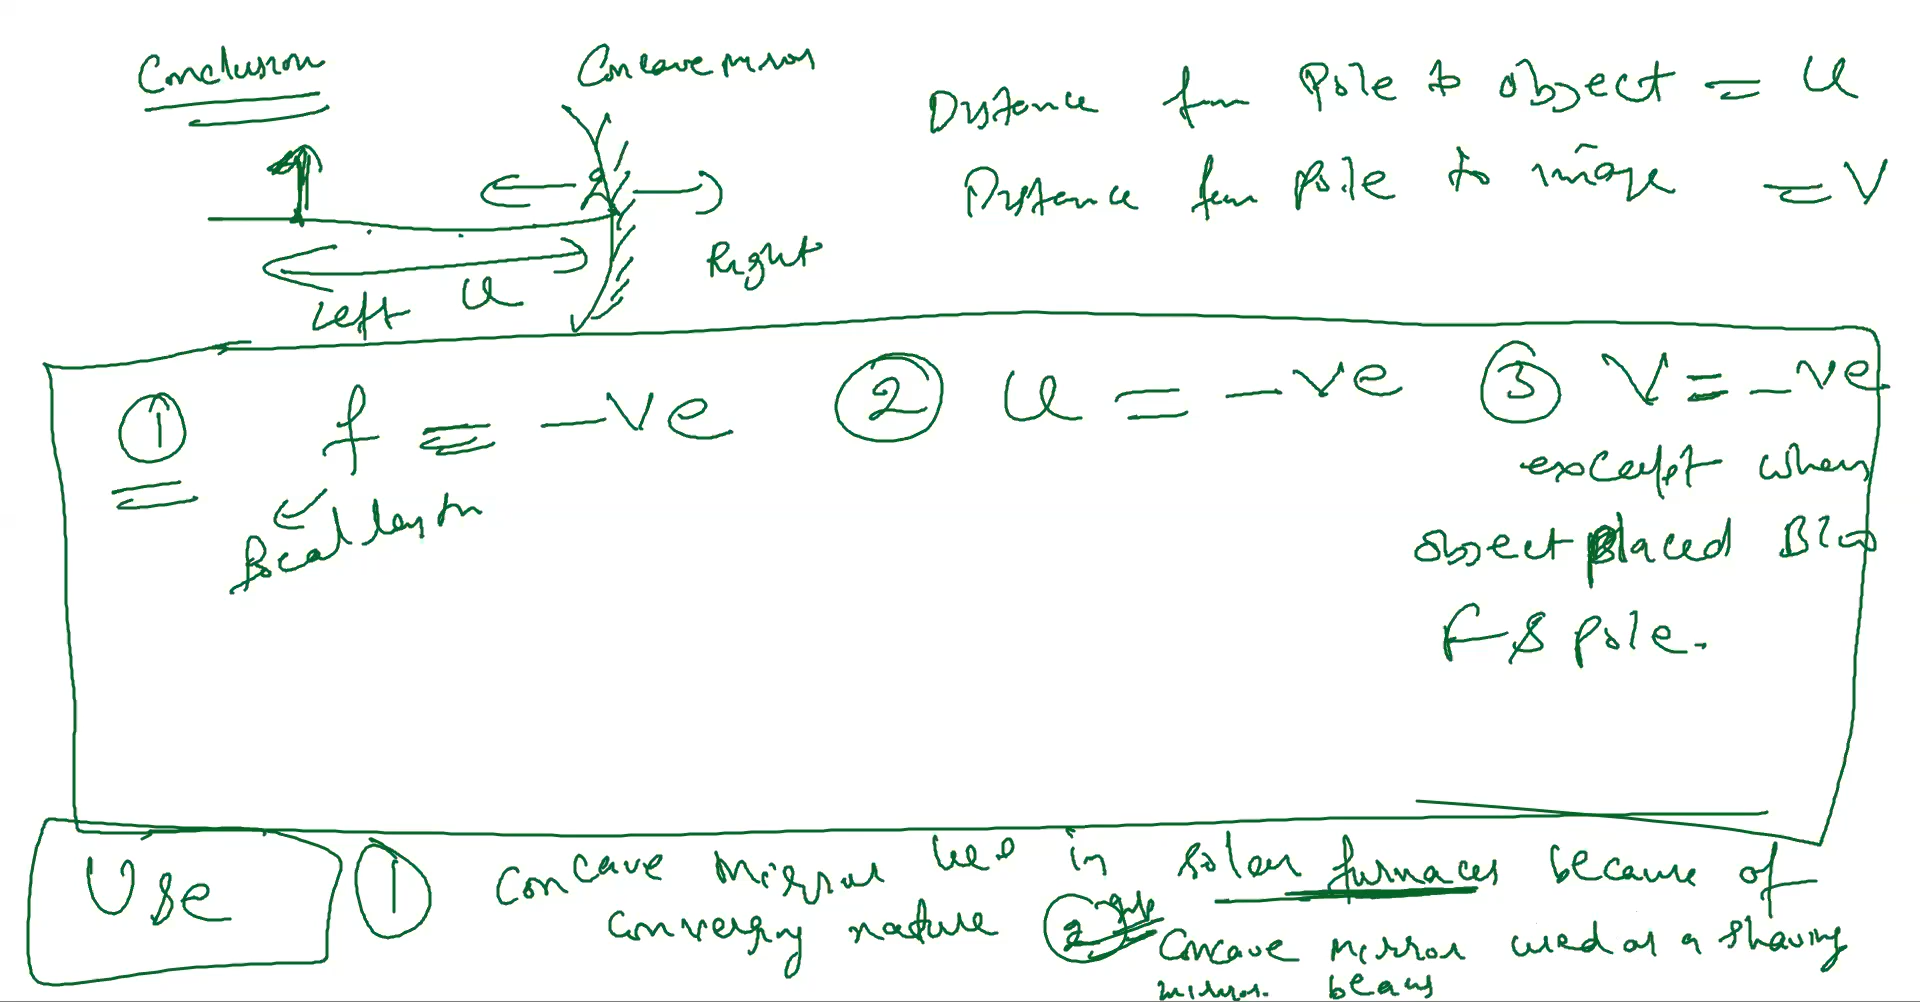 Conclusion
Concave mirror
Distance from Pole to object = u
Distance from Pole to image = V
Right
Left u
① f = -ve ② u = -ve ③ V = -ve
focal length
except when
object placed B/w
F & pole.
Use ① Concave Mirror used in Solar furnaces because of
Converging nature ②
Concave Mirror used as a shaving
mirror.